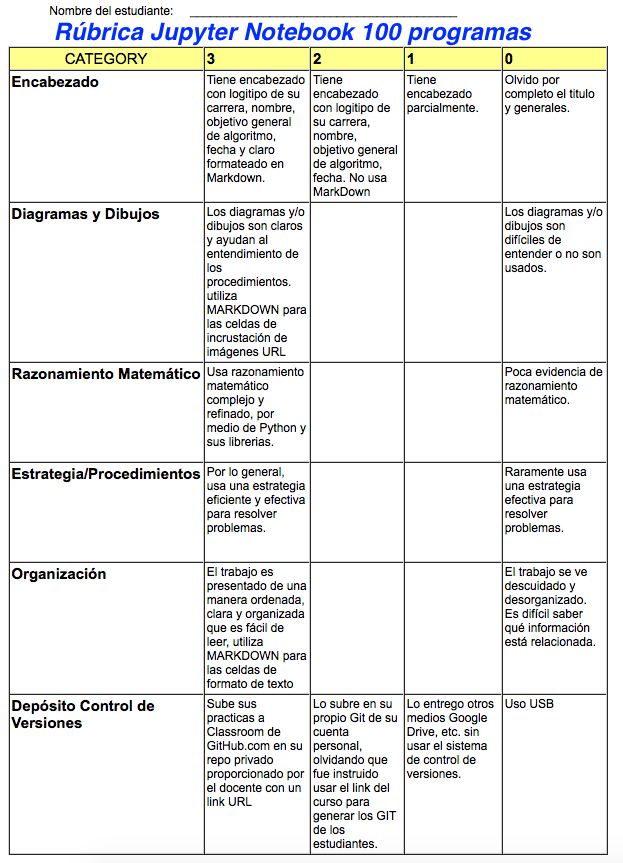 Nombre del estudiante: ________________________________________
Rúbrica Jupyter Notebook 100 programas
CATEGORY 3 2 1 0
Encabezado
Tiene encabezado
con logitipo de su
carrera, nombre,
objetivo general
de algoritmo,
fecha y claro
formateado en
Markdown.
Tiene
encabezado
con logitipo de
su carrera,
nombre,
objetivo general
de algoritmo,
fecha. No usa
MarkDown
Tiene
encabezado
parcialmente.
Olvido por
completo el titulo
y generales.
Diagramas y Dibujos
Los diagramas y/o
dibujos son claros
y ayudan al
entendimiento de
los
procedimientos.
utiliza
MARKDOWN para
las celdas de
incrustación de
imágenes URL
Los diagramas y/o
dibujos son
difíciles de
entender o no son
usados.
Razonamiento Matemático
Usa razonamiento
matemático
complejo y
refinado, por
medio de Python y
sus librerias.
Poca evidencia de
razonamiento
matemático.
Estrategia/Procedimientos
Por lo general,
usa una estrategia
eficiente y efectiva
para resolver
problemas.
Raramente usa
una estrategia
efectiva para
resolver
problemas.
Organización
El trabajo es
presentado de una
manera ordenada,
clara y organizada
que es fácil de
leer, utiliza
MARKDOWN para
las celdas de
formato de texto
El trabajo se ve
descuidado y
desorganizado.
Es difícil saber
qué información
está relacionada.
Depósito Control de
Versiones
Sube sus
practicas a
Classroom de
GitHub.com en su
repo privado
proporcionado por
el docente con un
link URL
Lo subre en su
propio Git de su
cuenta
personal,
olvidando que
fue instruido
usar el link del
curso para
generar los GIT
de los
estudiantes.
Lo entrego otros
medios Google
Drive, etc. sin
usar el sistema
de control de
versiones.
Uso USB